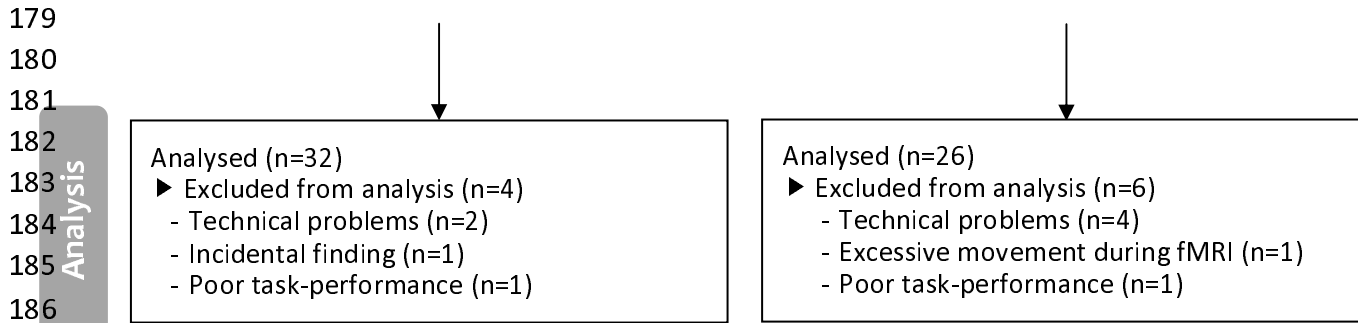 179
180
181
182
183
184
185
186
Analysis
Analysed (n=32)
▶ Excluded from analysis (n=4)
- Technical problems (n=2)
- Incidental finding (n=1)
- Poor task-performance (n=1)
Analysed (n=26)
▶ Excluded from analysis (n=6)
- Technical problems (n=4)
- Excessive movement during fMRI (n=1)
- Poor task-performance (n=1)